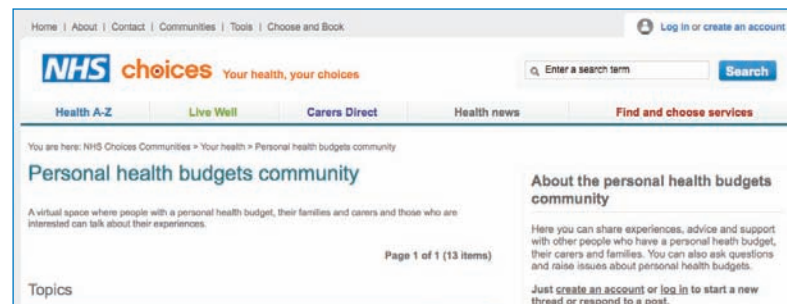 Home | About | Contact | Communities | Tools | Choose and Book
Log in or create an account
NHS choices Your health, your choices
Enter a search term
Search
Health A-Z
Live Well
Carers Direct
Health news
Find and choose services
You are here: NHS Choices Communities > Your health > Personal health budgets community
Personal health budgets community
A virtual space where people with a personal health budget, their families and carers and those who are
interested can talk about their experiences.
Page 1 of 1 (13 items)
Topics
About the personal health budgets
community
Here you can share experiences, advice and support
with other people who have a personal heath budget,
their carers and families. You can also ask questions
and raise issues about personal health budgets.
Just create an account or log in to start a new
thread or respond to a post.